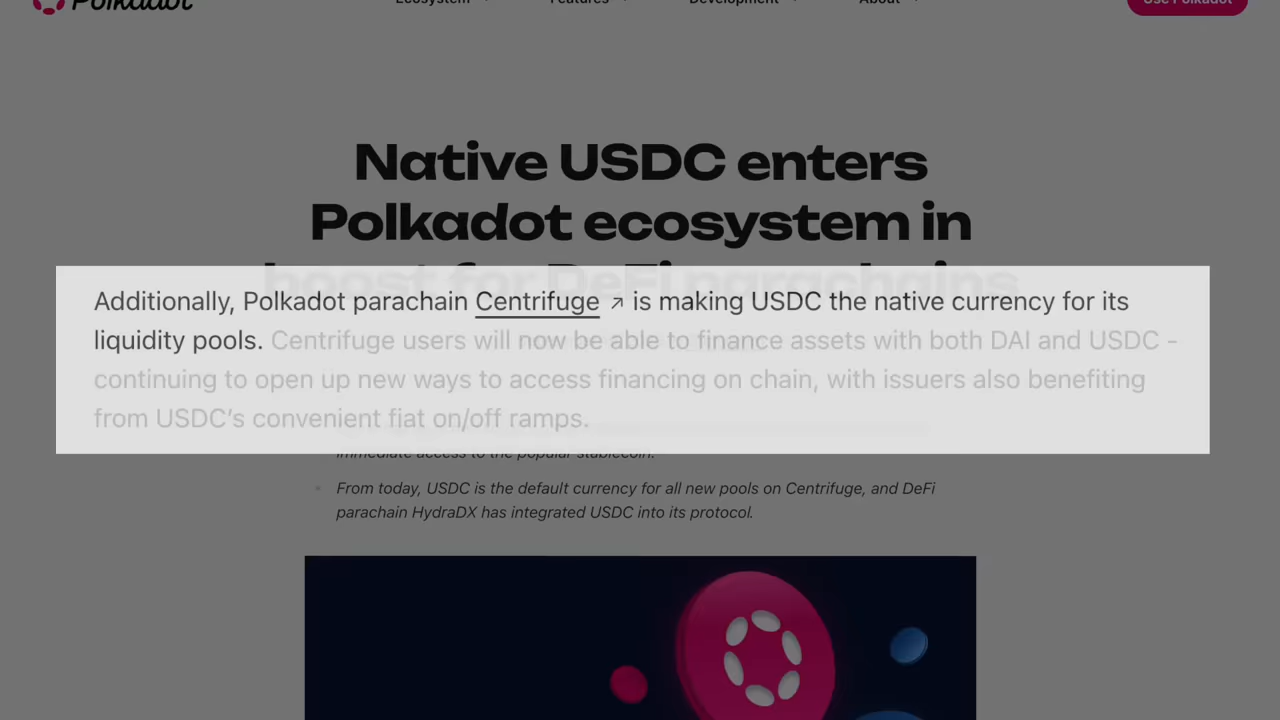 Polkadot
Ecosystem Features Development About Use Polkadot
Native USDC enters
Polkadot ecosystem in
boost for DeFi parachains
Additionally, Polkadot parachain Centrifuge ↗ is making USDC the native currency for its
liquidity pools. Centrifuge users will now be able to finance assets with both DAI and USDC -
continuing to open up new ways to access financing on chain, with issuers also benefiting
from USDC’s convenient fiat on/off ramps.
immediate access to the popular stablecoin.
From today, USDC is the default currency for all new pools on Centrifuge, and DeFi
parachain HydraDX has integrated USDC into its protocol.